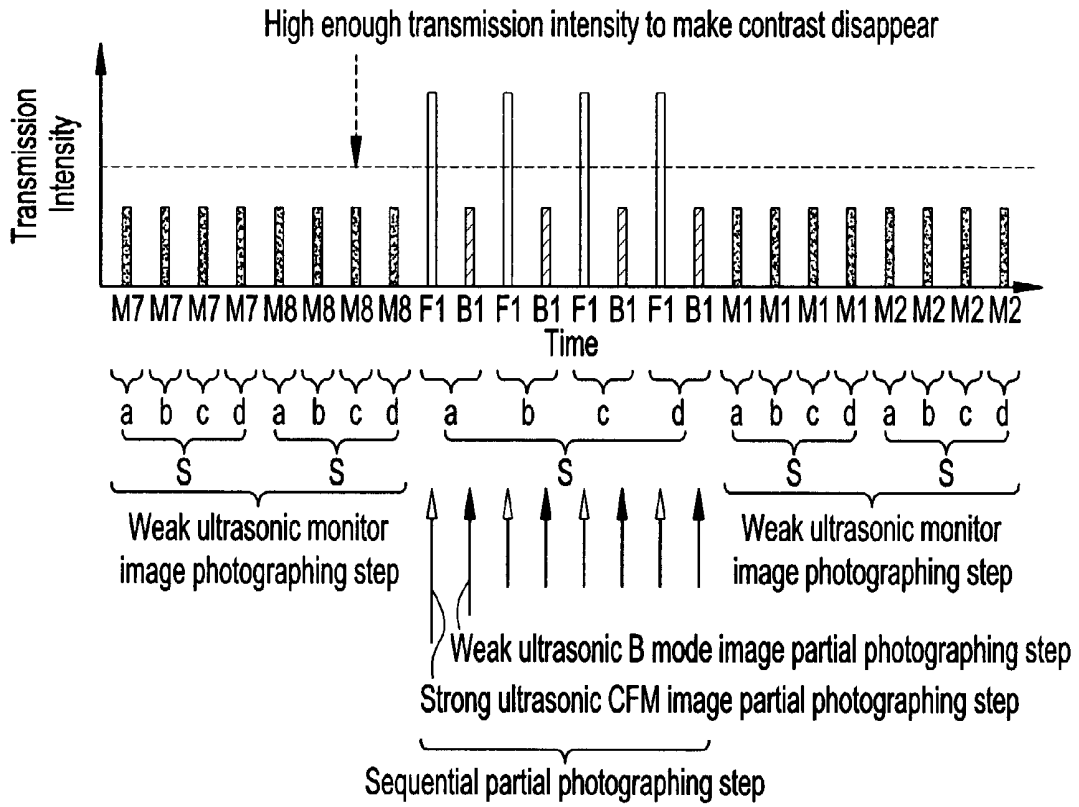 High enough transmission intensity to make contrast disappear
Transmission
Intensity
M7 M7 M7 M7 M8 M8 M8 M8 F1 B1 F1 B1 F1 B1 F1 B1 M1 M1 M1 M1 M2 M2 M2 M2
Time
a b c d a b c d a b c d a b c d a b c d
S S S S S
Weak ultrasonic monitor
image photographing step
Weak ultrasonic monitor
image photographing step
Weak ultrasonic B mode image partial photographing step
Strong ultrasonic CFM image partial photographing step
Sequential partial photographing step